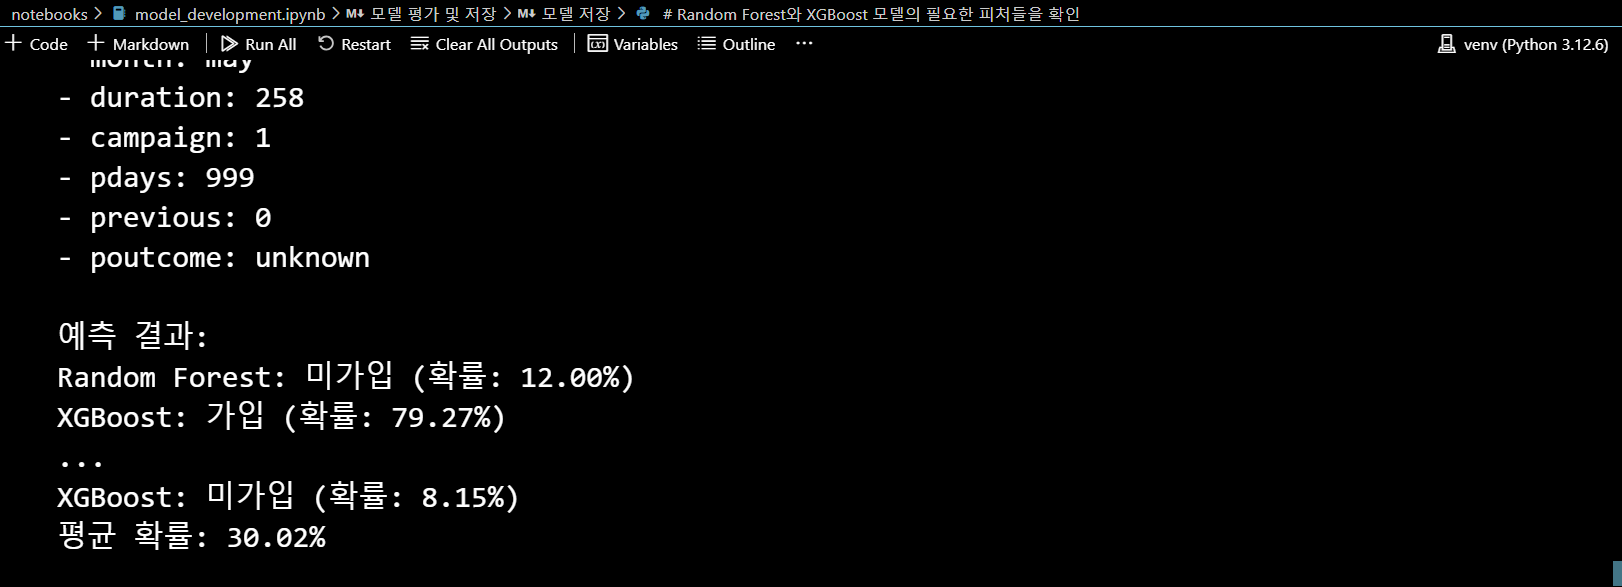 notebooks > model_development.ipynb > M↓ 모델 평가 및 저장 > M↓ 모델 저장 > # Random Forest와 XGBoost 모델의 필요한 피처들을 확인
+ Code + Markdown | Run All Restart Clear All Outputs | Variables Outline ... venv (Python 3.12.6)
month: may
- duration: 258
- campaign: 1
- pdays: 999
- previous: 0
- poutcome: unknown
예측 결과:
Random Forest: 미가입 (확률: 12.00%)
XGBoost: 가입 (확률: 79.27%)
...
XGBoost: 미가입 (확률: 8.15%)
평균 확률: 30.02%